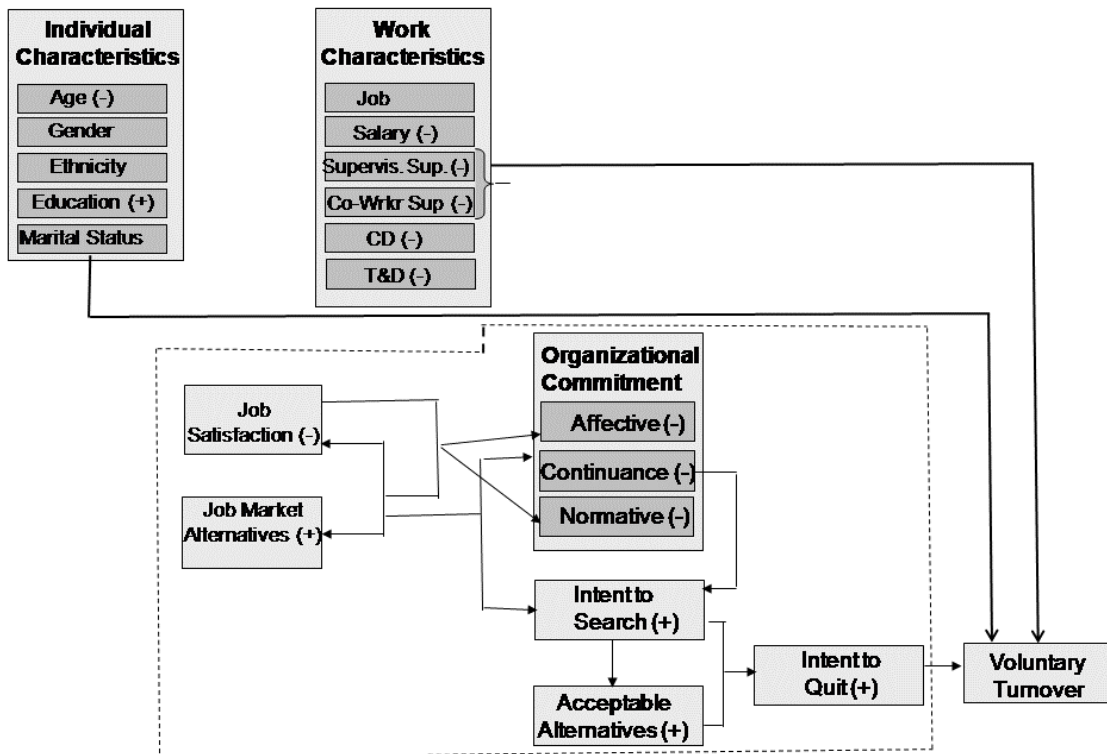 Individual
Characteristics
Age (-)
Gender
Ethnicity
Education (+)
Marital Status
Work
Characteristics
Job
Salary (-)
Supervis. Sup. (-)
Co-Wrkr Sup (-)
CD (-)
T&D (-)
Organizational
Commitment
Affective (-)
Continuance (-)
Normative (-)
Job
Satisfaction (-)
Job Market
Alternatives (+)
Intent to
Search (+)
Acceptable
Alternatives (+)
Intent to
Quit (+)
Voluntary
Turnover